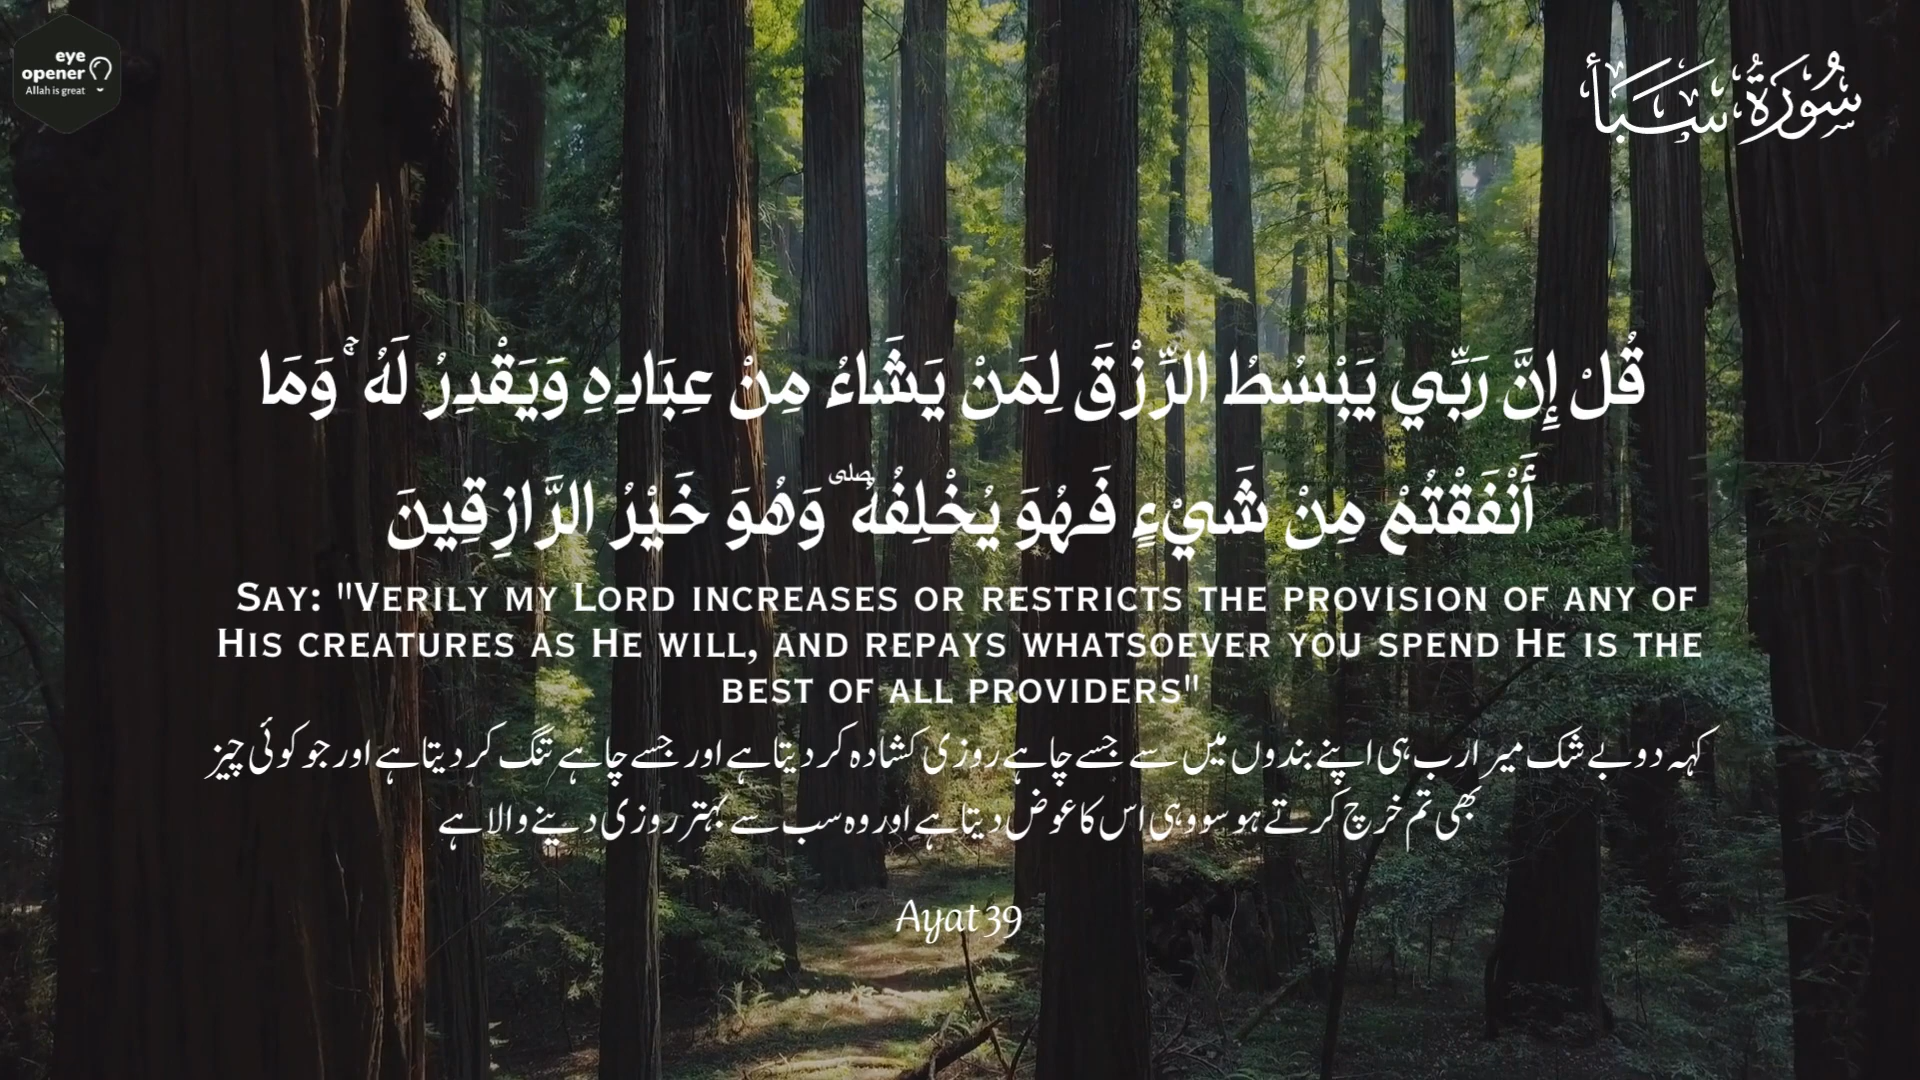 eye
opener
Allah is great
سُورَةُ سَبَأ
قُلْ إِنَّ رَبِّي يَبْسُطُ الرِّزْقَ لِمَنْ يَشَاءُ مِنْ عِبَادِهِ وَيَقْدِرُ لَهُ ۚ وَمَا
أَنْفَقْتُمْ مِنْ شَيْءٍ فَهُوَ يُخْلِفُهُ ۖ وَهُوَ خَيْرُ الرَّازِقِينَ
SAY: "VERILY MY LORD INCREASES OR RESTRICTS THE PROVISION OF ANY OF
HIS CREATURES AS HE WILL, AND REPAYS WHATSOEVER YOU SPEND HE IS THE
BEST OF ALL PROVIDERS"
کہہ دو بے شک میرا رب ہی اپنے بندوں میں سے جسے چاہے روزی کشادہ کر دیتا ہے اور جسے چاہے تنگ کر دیتا ہے اور جو کوئی چیز
بھی تم خرچ کرتے ہو سو وہی اس کا عوض دیتا ہے اور وہ سب سے بہتر روزی دینے والا ہے
Ayat 39